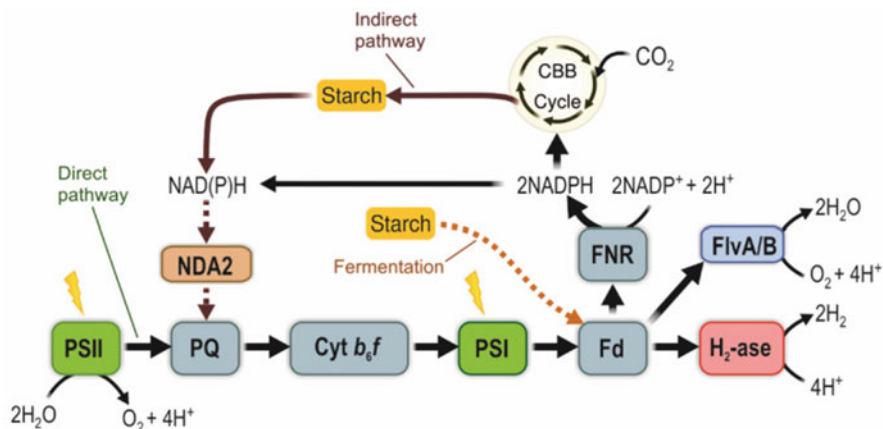 Indirect
pathway
CBB
Cycle
CO₂
Starch
Direct
pathway
NAD(P)H
2NADPH
2NADP⁺ + 2H⁺
Starch
Fermentation
NDA2
FNR
FlvA/B
2H₂O
O₂ + 4H⁺
PSII
PQ
Cyt b₆f
PSI
Fd
H₂-ase
2H₂
4H⁺
2H₂O
O₂ + 4H⁺